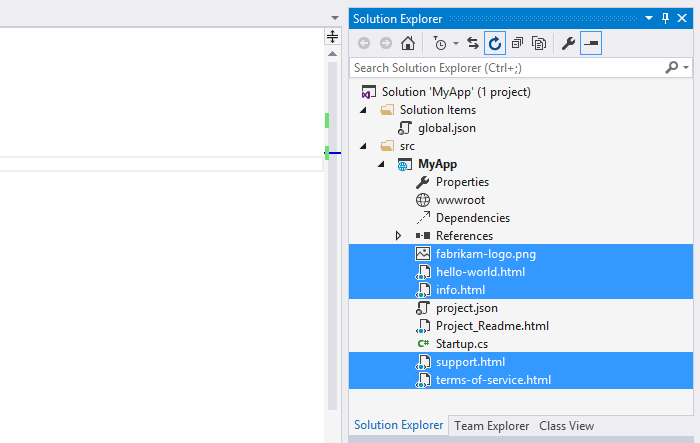 Solution Explorer
Search Solution Explorer (Ctrl+;)
Solution 'MyApp' (1 project)
Solution Items
global.json
src
MyApp
Properties
wwwroot
Dependencies
References
fabrikam-logo.png
hello-world.html
info.html
project.json
Project_Readme.html
C# Startup.cs
support.html
terms-of-service.html
Solution Explorer Team Explorer Class View